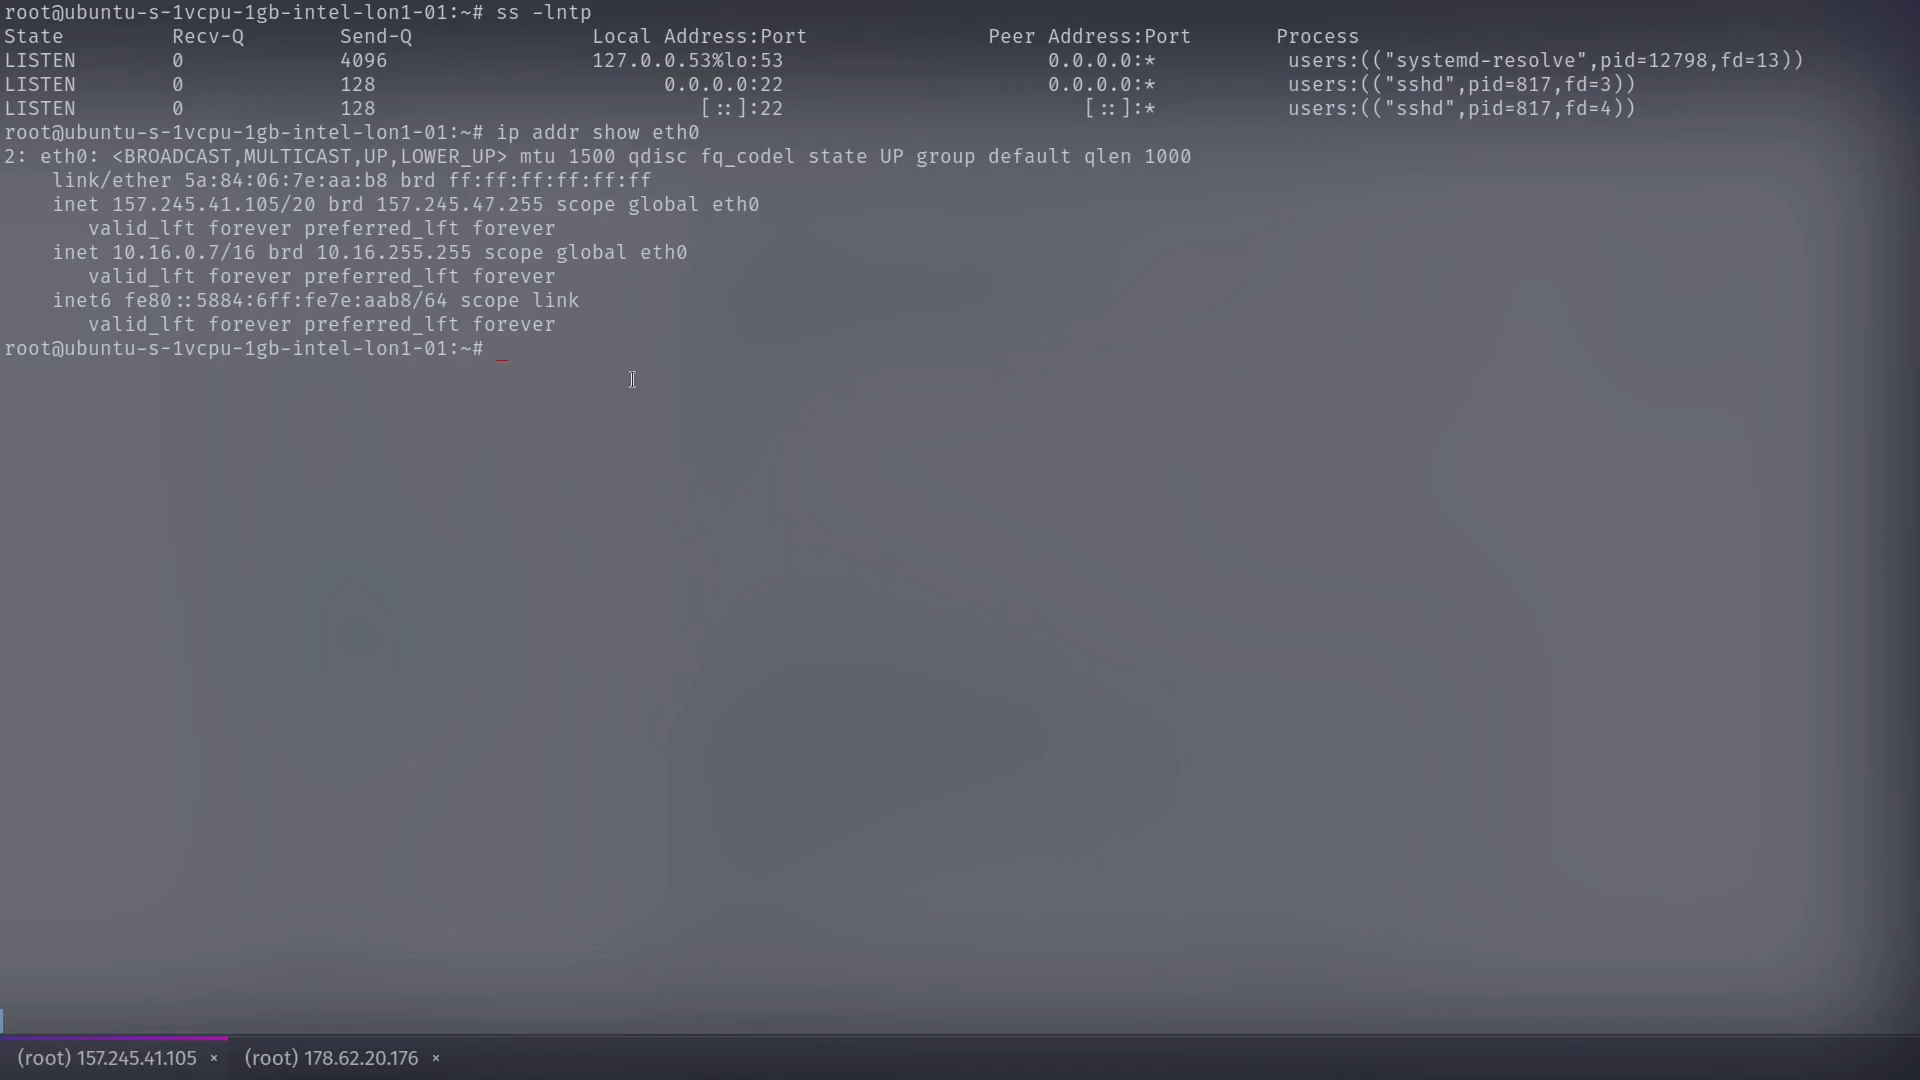 root@ubuntu-s-1vcpu-1gb-intel-lon1-01:~# ss -lntp
State Recv-Q Send-Q Local Address:Port Peer Address:Port Process
LISTEN 0 4096 127.0.0.53%lo:53 0.0.0.0:* users:(("systemd-resolve",pid=12798,fd=13))
LISTEN 0 128 0.0.0.0:22 0.0.0.0:* users:(("sshd",pid=817,fd=3))
LISTEN 0 128 [::]:22 [::]:* users:(("sshd",pid=817,fd=4))
root@ubuntu-s-1vcpu-1gb-intel-lon1-01:~# ip addr show eth0
2: eth0: <BROADCAST,MULTICAST,UP,LOWER_UP> mtu 1500 qdisc fq_codel state UP group default qlen 1000
link/ether 5a:84:06:7e:aa:b8 brd ff:ff:ff:ff:ff:ff
inet 157.245.41.105/20 brd 157.245.47.255 scope global eth0
valid_lft forever preferred_lft forever
inet 10.16.0.7/16 brd 10.16.255.255 scope global eth0
valid_lft forever preferred_lft forever
inet6 fe80::5884:6ff:fe7e:aab8/64 scope link
valid_lft forever preferred_lft forever
root@ubuntu-s-1vcpu-1gb-intel-lon1-01:~# _
(root) 157.245.41.105 × (root) 178.62.20.176 ×